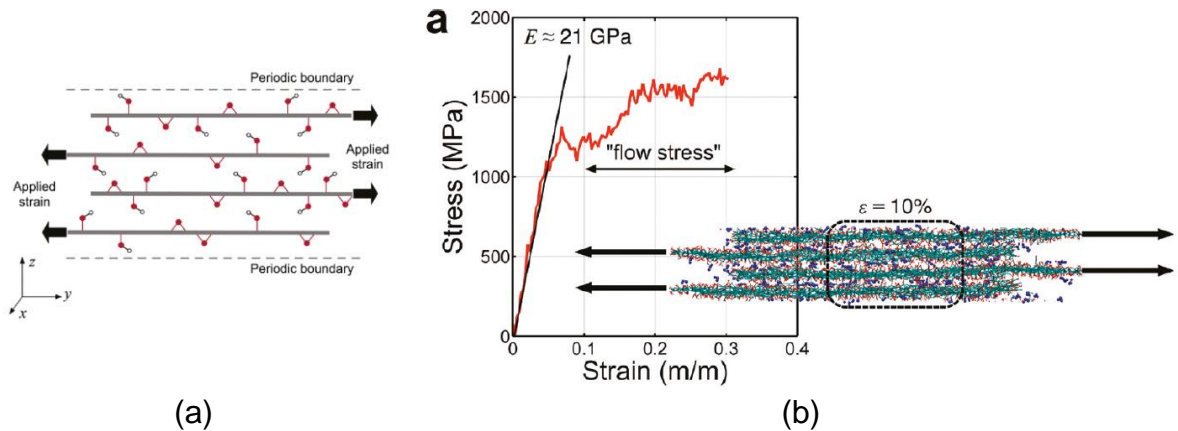 Periodic boundary
Applied
strain
Applied
strain
Periodic boundary
z
y
x
(a)
a
2000
E ≈ 21 GPa
1500
"flow stress"
1000
ε = 10%
500
0
0 0.1 0.2 0.3 0.4
Stress (MPa)
Strain (m/m)
(b)